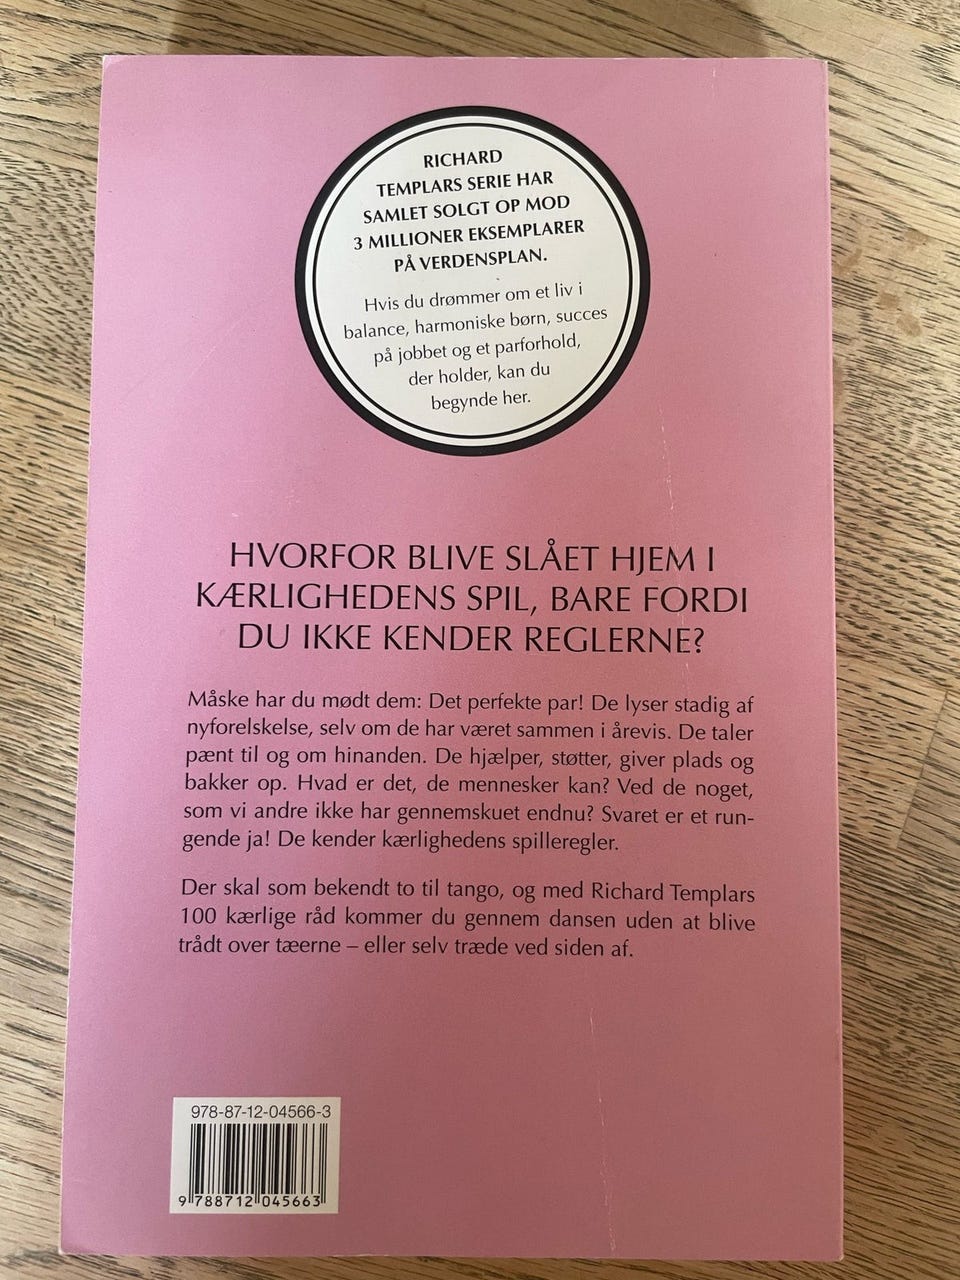 RICHARD
TEMPLARS SERIE HAR
SAMLET SOLGT OP MOD
3 MILLIONER EKSEMPLARER
PÅ VERDENSPLAN.
Hvis du drømmer om et liv i
balance, harmoniske børn, succes
på jobbet og et parforhold,
der holder, kan du
begynde her.
HVORFOR BLIVE SLÅET HJEM I
KÆRLIGHEDENS SPIL, BARE FORDI
DU IKKE KENDER REGLERNE?
Måske har du mødt dem: Det perfekte par! De lyser stadig af
nyforelskelse, selv om de har været sammen i årevis. De taler
pænt til og om hinanden. De hjælper, støtter, giver plads og
bakker op. Hvad er det, de mennesker kan? Ved de noget,
som vi andre ikke har gennemskuet endnu? Svaret er et run-
gende ja! De kender kærlighedens spilleregler.
Der skal som bekendt to til tango, og med Richard Templars
100 kærlige råd kommer du gennem dansen uden at blive
trådt over tæerne – eller selv træde ved siden af.
978-87-12-04566-3
9 788712 045663